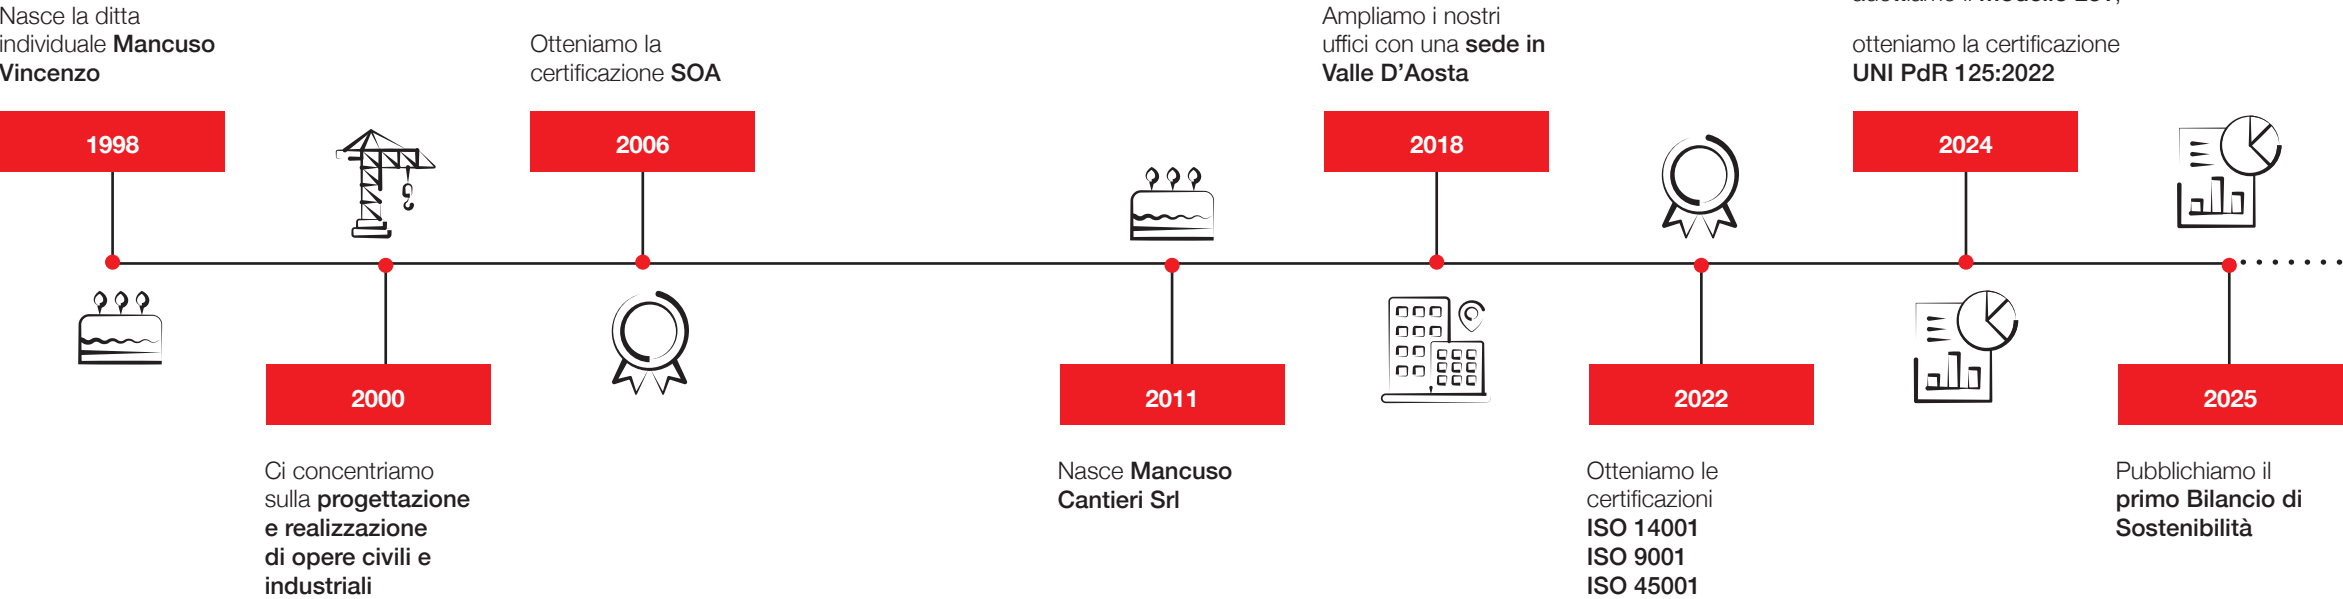 Nasce la ditta
individuale Mancuso
Vincenzo
1998
2000
Ci concentriamo
sulla progettazione
e realizzazione
di opere civili e
industriali
Otteniamo la
certificazione SOA
2006
2011
Nasce Mancuso
Cantieri Srl
Ampliamo i nostri
uffici con una sede in
Valle D'Aosta
2018
2022
Otteniamo le
certificazioni
ISO 14001
ISO 9001
ISO 45001
otteniamo la certificazione
UNI PdR 125:2022
2024
2025
Pubblichiamo il
primo Bilancio di
Sostenibilità